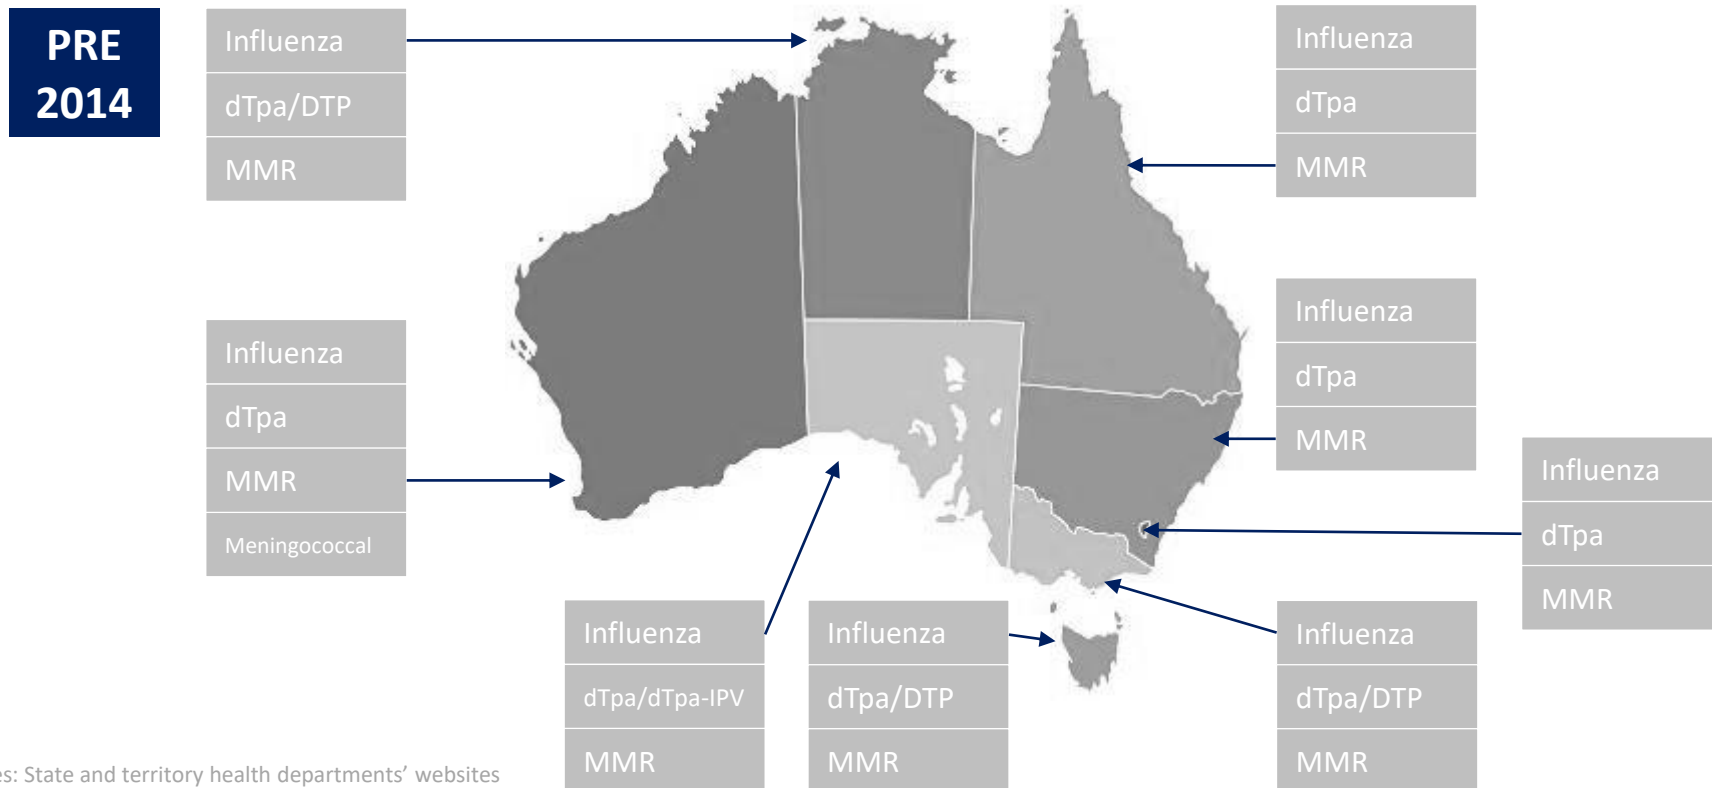 PRE
2014
Influenza
dTpa/DTP
MMR
Influenza
dTpa
MMR
Influenza
dTpa
MMR
Meningococcal
Influenza
dTpa
MMR
Influenza
dTpa
MMR
Influenza
dTpa/dTpa-IPV
MMR
Influenza
dTpa/DTP
MMR
Influenza
dTpa/DTP
MMR
es: State and territory health departments’ websites